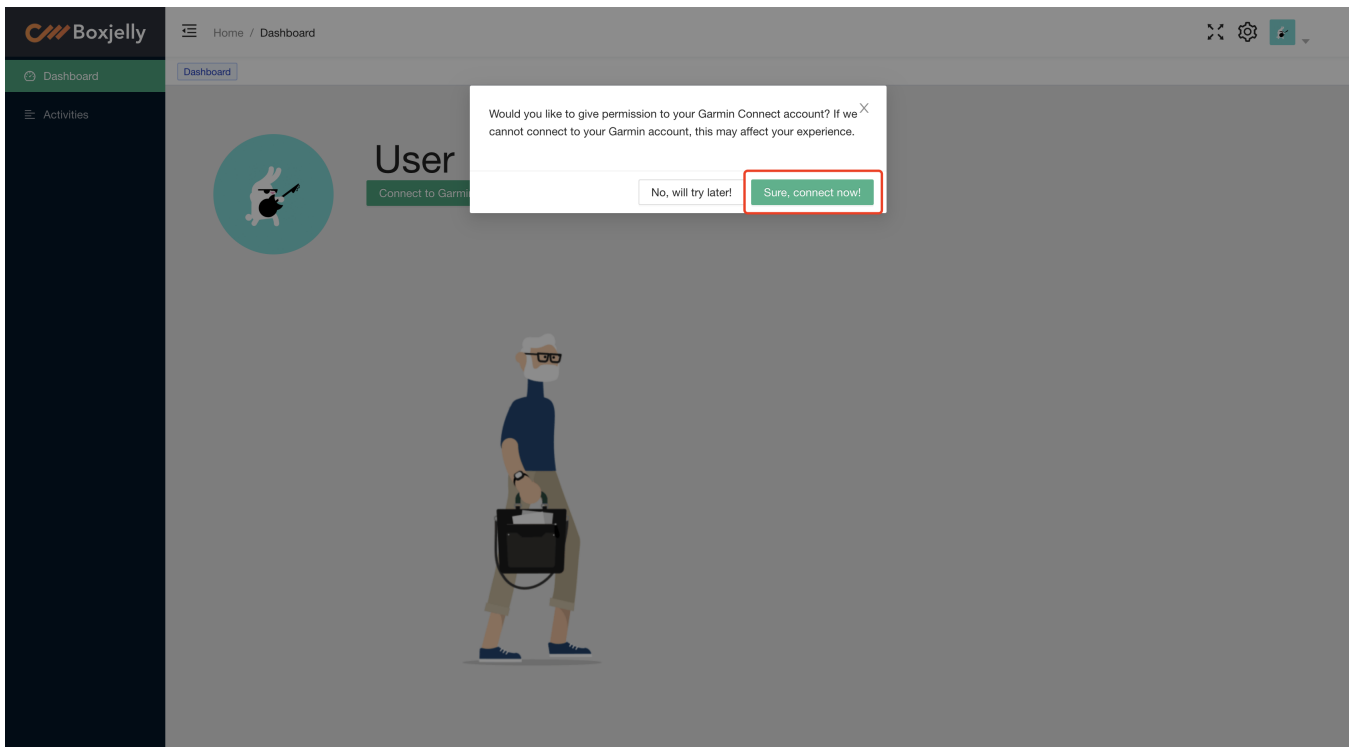 Boxjelly
Home / Dashboard
Dashboard
Activities
Dashboard
Would you like to give permission to your Garmin Connect account? If we
cannot connect to your Garmin account, this may affect your experience.
No, will try later!
Sure, connect now!
User
Connect to Garmi